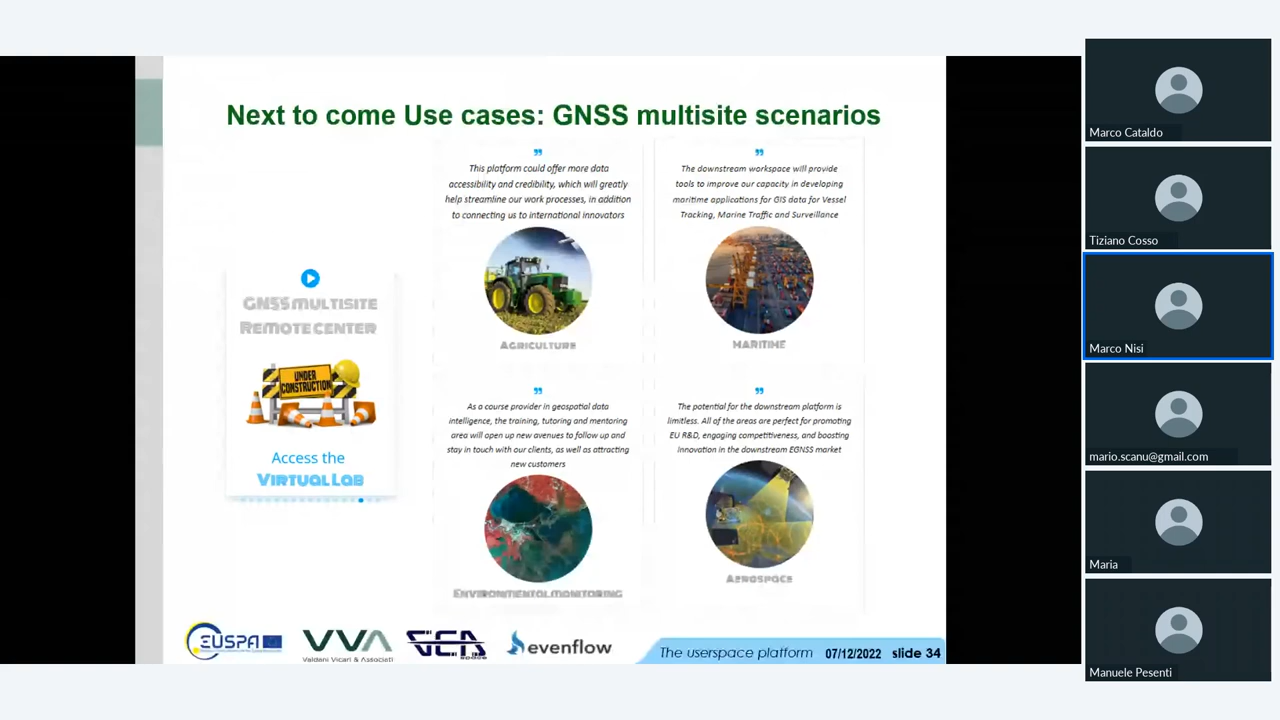 Next to come Use cases: GNSS multisite scenarios
GNSS MULTISITE
REMOTE CENTER
UNDER
CONSTRUCTION
Access the
VIRTUAL LAB
”
This platform could offer more data
accessibility and credibility, which will greatly
help streamline our work processes, in addition
to connecting us to international innovators
AGRICULTURE
”
The downstream workspace will provide
tools to improve our capacity in developing
maritime applications for GIS data for Vessel
Tracking, Marine Traffic and Surveillance
MARITIME
”
As a course provider in geospatial data
intelligence, the training, tutoring and mentoring
area will open up new avenues to follow up and
stay in touch with our clients, as well as attracting
new customers
ENVIRONMENTAL MONITORING
”
The potential for the downstream platform is
limitless. All of the areas are perfect for promoting
EU R&D, engaging competitiveness, and boosting
innovation in the downstream EGNSS market
AEROSPACE
EUSPA
VVA
Valdani Vicari & Associati
GEA
space
evenflow
The userspace platform 07/12/2022 slide 34
Marco Cataldo
Tiziano Cosso
Marco Nisi
mario.scanu@gmail.com
Maria
Manuele Pesenti